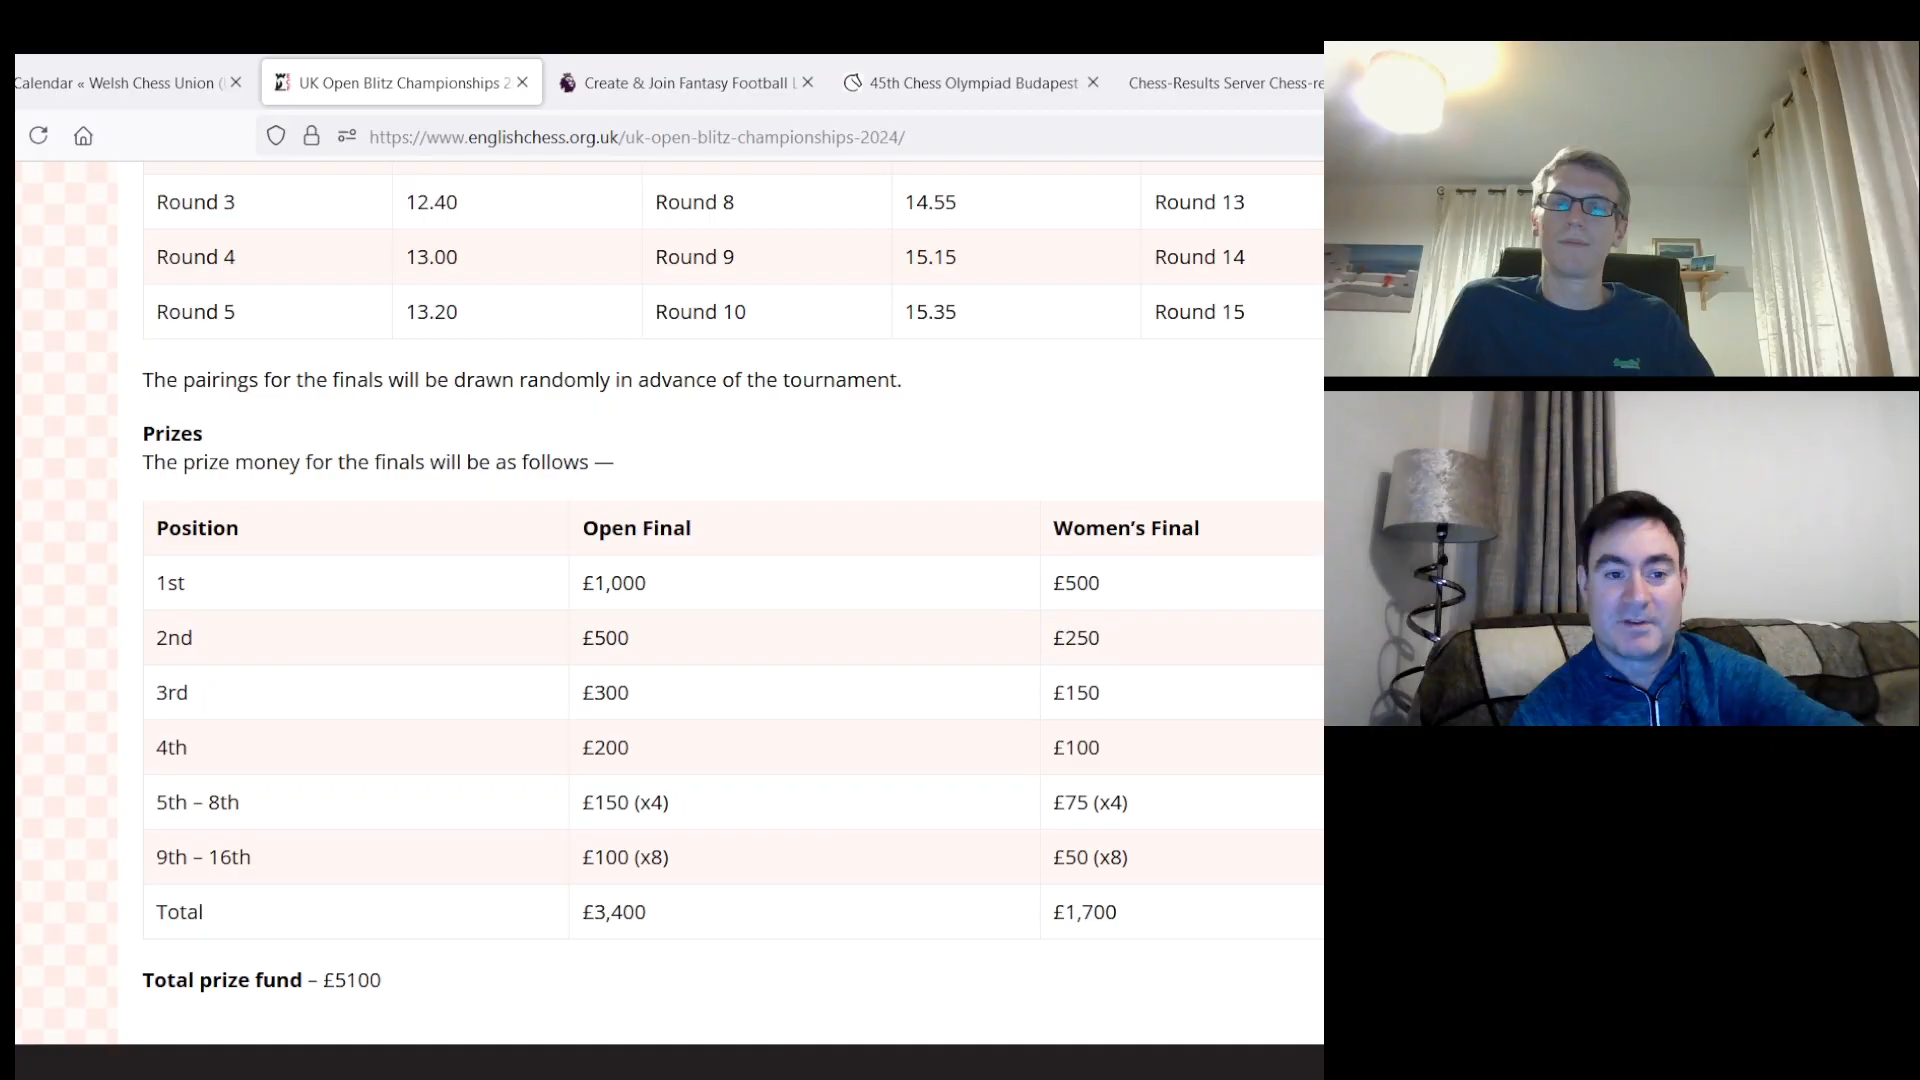 Calendar « Welsh Chess Union (
UK Open Blitz Championships 2
Create & Join Fantasy Football L
45th Chess Olympiad Budapest
Chess-Results Server Chess-re
https://www.englishchess.org.uk/uk-open-blitz-championships-2024/
Round 3 12.40 Round 8 14.55 Round 13
Round 4 13.00 Round 9 15.15 Round 14
Round 5 13.20 Round 10 15.35 Round 15
The pairings for the finals will be drawn randomly in advance of the tournament.
Prizes
The prize money for the finals will be as follows —
Position Open Final Women’s Final
1st £1,000 £500
2nd £500 £250
3rd £300 £150
4th £200 £100
5th – 8th £150 (x4) £75 (x4)
9th – 16th £100 (x8) £50 (x8)
Total £3,400 £1,700
Total prize fund – £5100